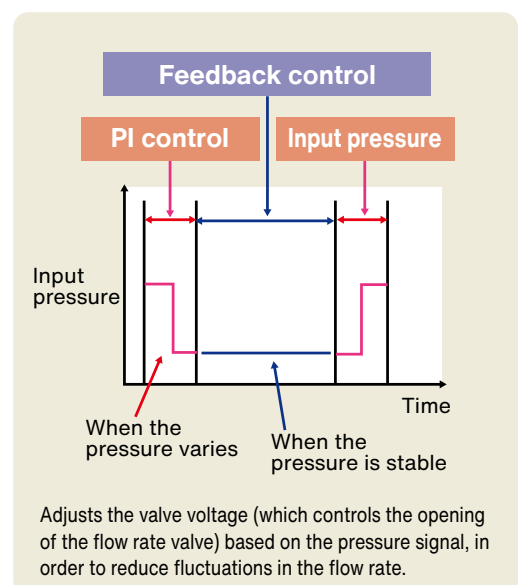 Feedback control
PI control
Input pressure
Input
pressure
Time
When the
pressure varies
When the
pressure is stable
Adjusts the valve voltage (which controls the opening
of the flow rate valve) based on the pressure signal, in
order to reduce fluctuations in the flow rate.